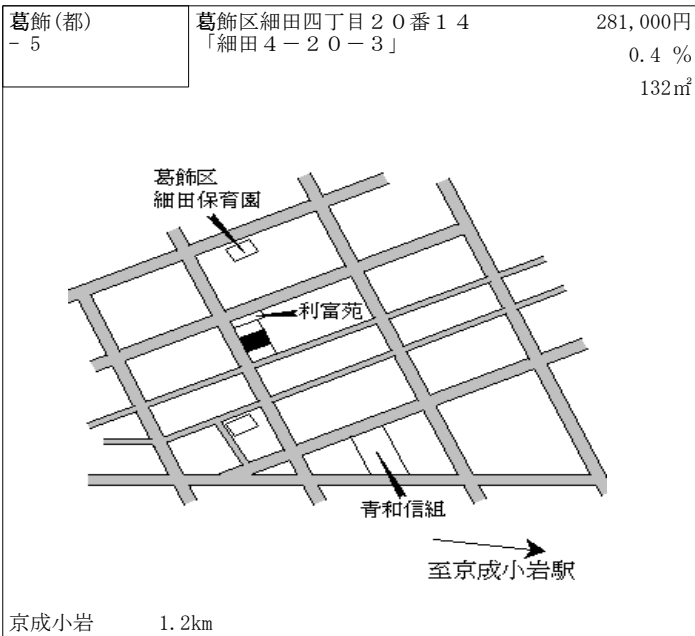 葛飾(都)
－ 5
葛飾区細田四丁目２０番１４
「細田４－２０－３」
281,000円
0.4 %
132㎡
葛飾区
細田保育園
利富苑
青和信組
至京成小岩駅
京成小岩　　　1.2km